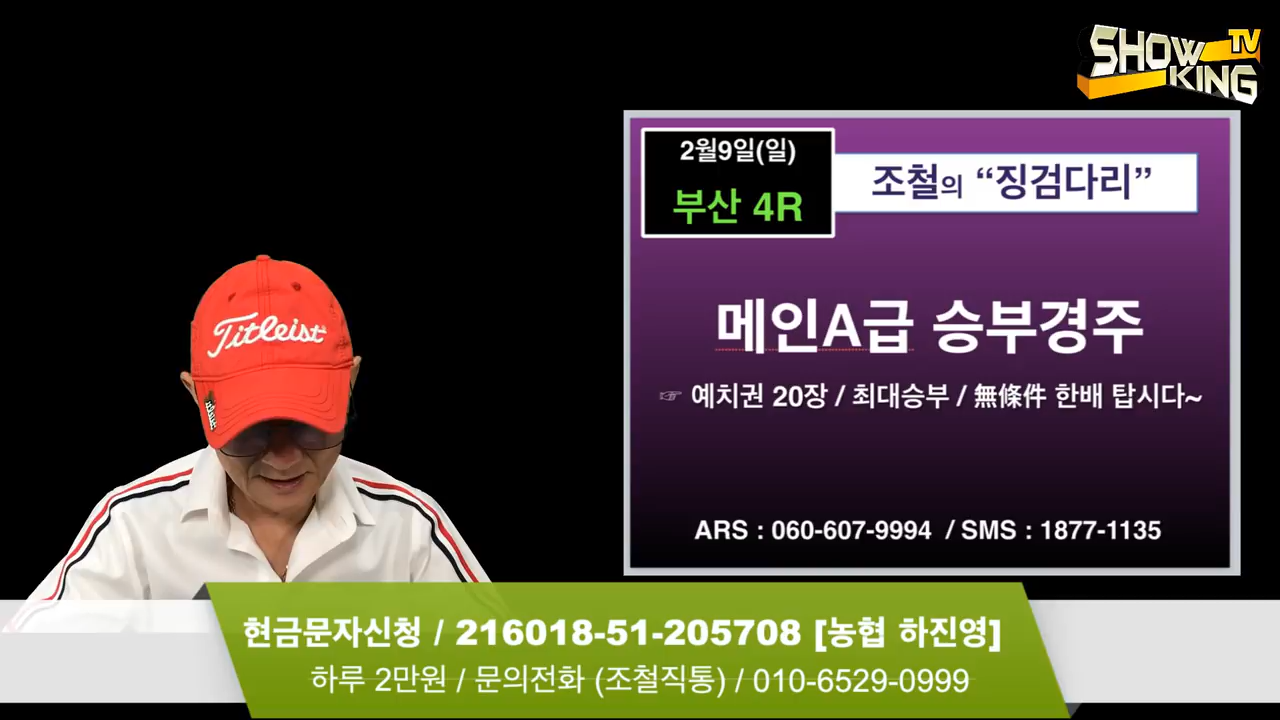 SHOW TV
KING
2월9일(일)
부산 4R
조철의 “징검다리”
메인A급 승부경주
☞ 예치권 20장 / 최대승부 / 無條件 한배 탑시다~
ARS : 060-607-9994 / SMS : 1877-1135
Titleist
현금문자신청 / 216018-51-205708 [농협 하진영]
하루 2만원 / 문의전화 (조철직통) / 010-6529-0999